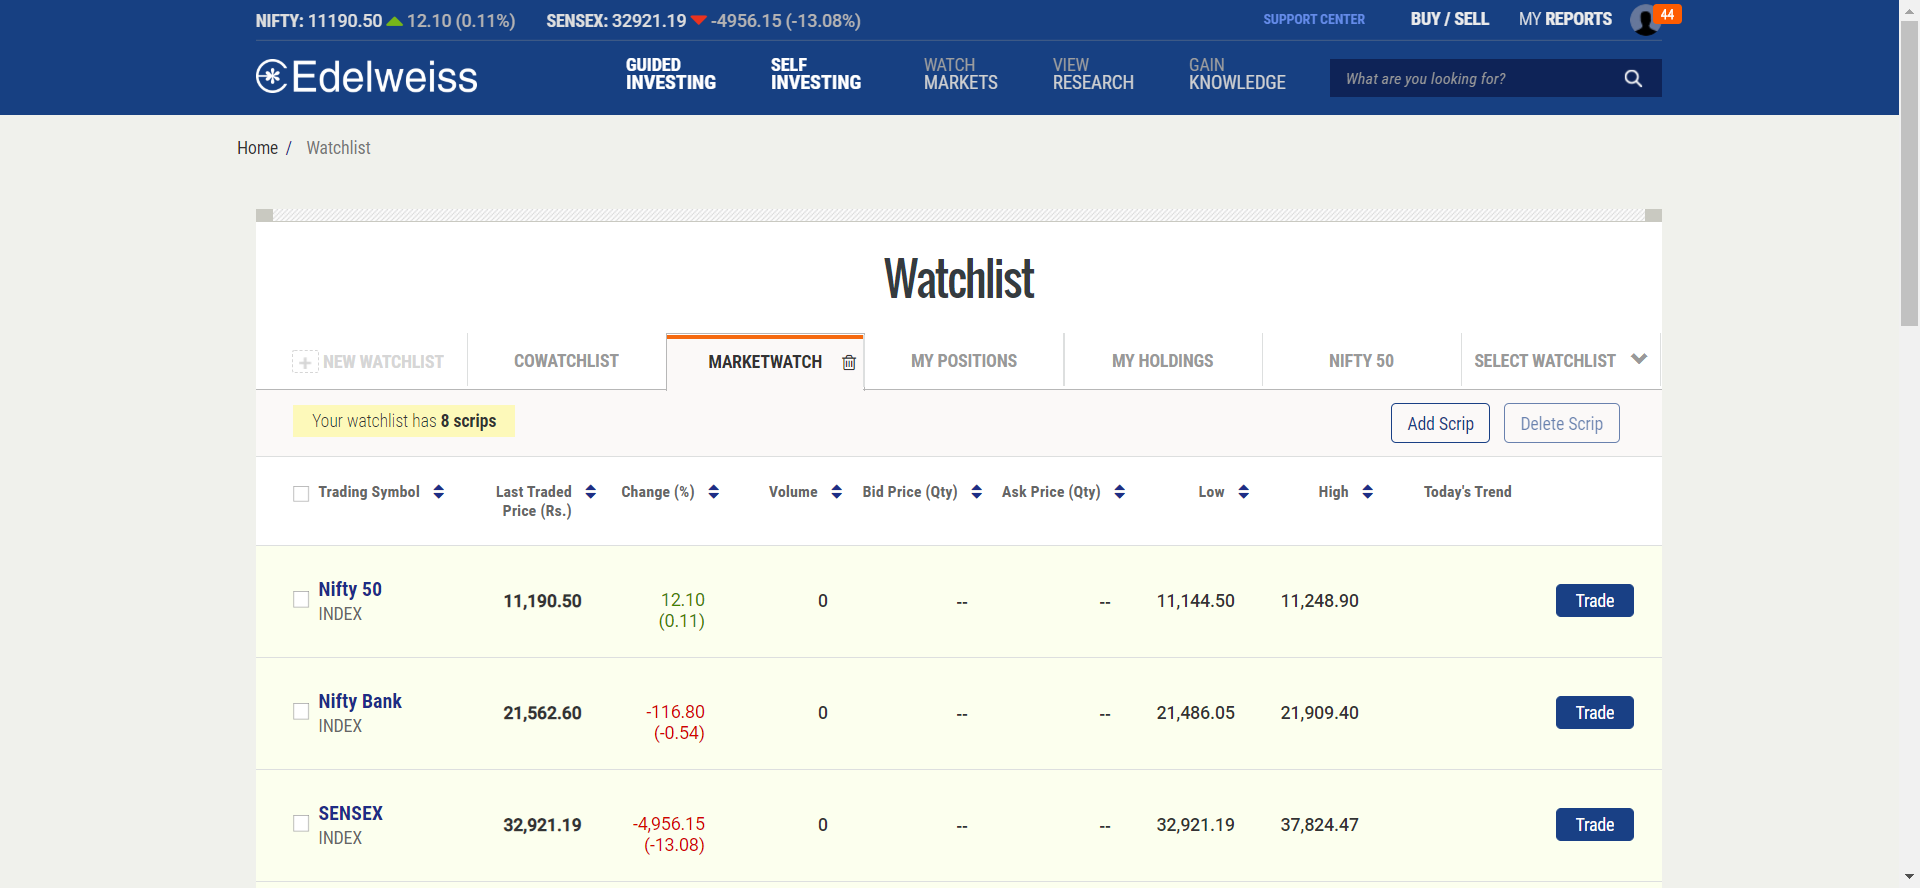 NIFTY: 11190.50 12.10 (0.11%) SENSEX: 32921.19 -4956.15 (-13.08%) SUPPORT CENTER BUY / SELL MY REPORTS 44
Edelweiss
GUIDED INVESTING
SELF INVESTING
WATCH MARKETS
VIEW RESEARCH
GAIN KNOWLEDGE
What are you looking for?
Home / Watchlist
Watchlist
+ NEW WATCHLIST COWATCHLIST MARKETWATCH MY POSITIONS MY HOLDINGS NIFTY 50 SELECT WATCHLIST
Your watchlist has 8 scrips Add Scrip Delete Scrip
Trading Symbol Last Traded Price (Rs.) Change (%) Volume Bid Price (Qty) Ask Price (Qty) Low High Today's Trend
Nifty 50
INDEX
11,190.50 12.10 (0.11) 0 -- -- 11,144.50 11,248.90 Trade
Nifty Bank
INDEX
21,562.60 -116.80 (-0.54) 0 -- -- 21,486.05 21,909.40 Trade
SENSEX
INDEX
32,921.19 -4,956.15 (-13.08) 0 -- -- 32,921.19 37,824.47 Trade